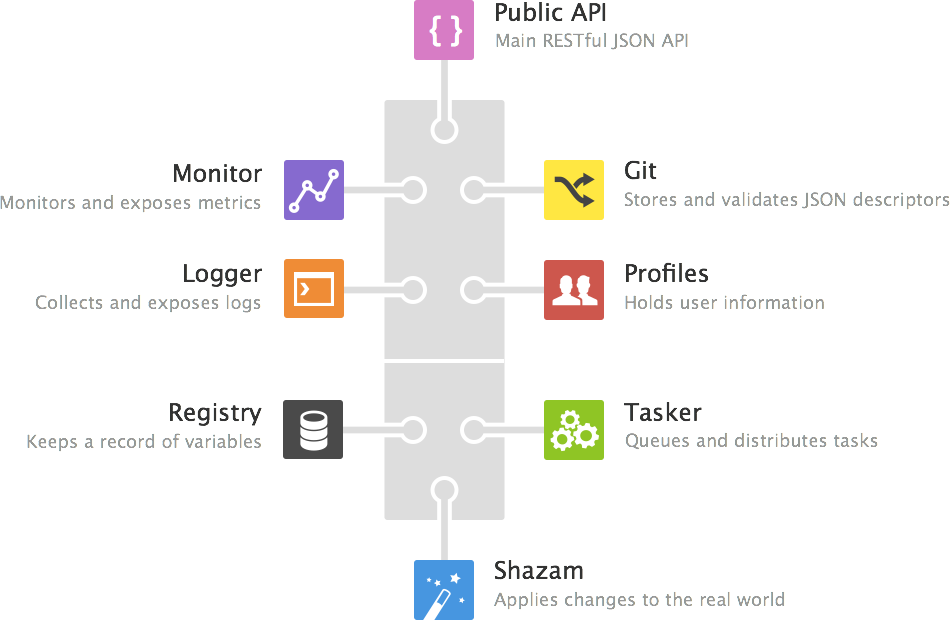 Public API
Main RESTful JSON API
Monitor
Monitors and exposes metrics
Git
Stores and validates JSON descriptors
Logger
Collects and exposes logs
Profiles
Holds user information
Registry
Keeps a record of variables
Tasker
Queues and distributes tasks
Shazam
Applies changes to the real world